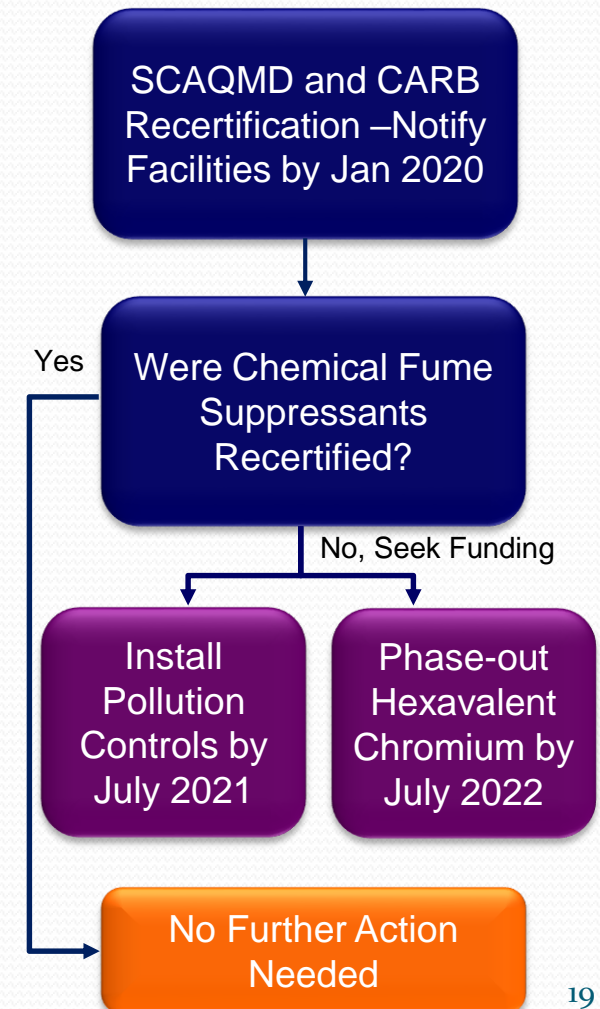 SCAQMD and CARB
Recertification –Notify
Facilities by Jan 2020
Yes
Were Chemical Fume
Suppressants
Recertified?
No, Seek Funding
Install
Pollution
Controls by
July 2021
Phase-out
Hexavalent
Chromium by
July 2022
No Further Action
Needed
19